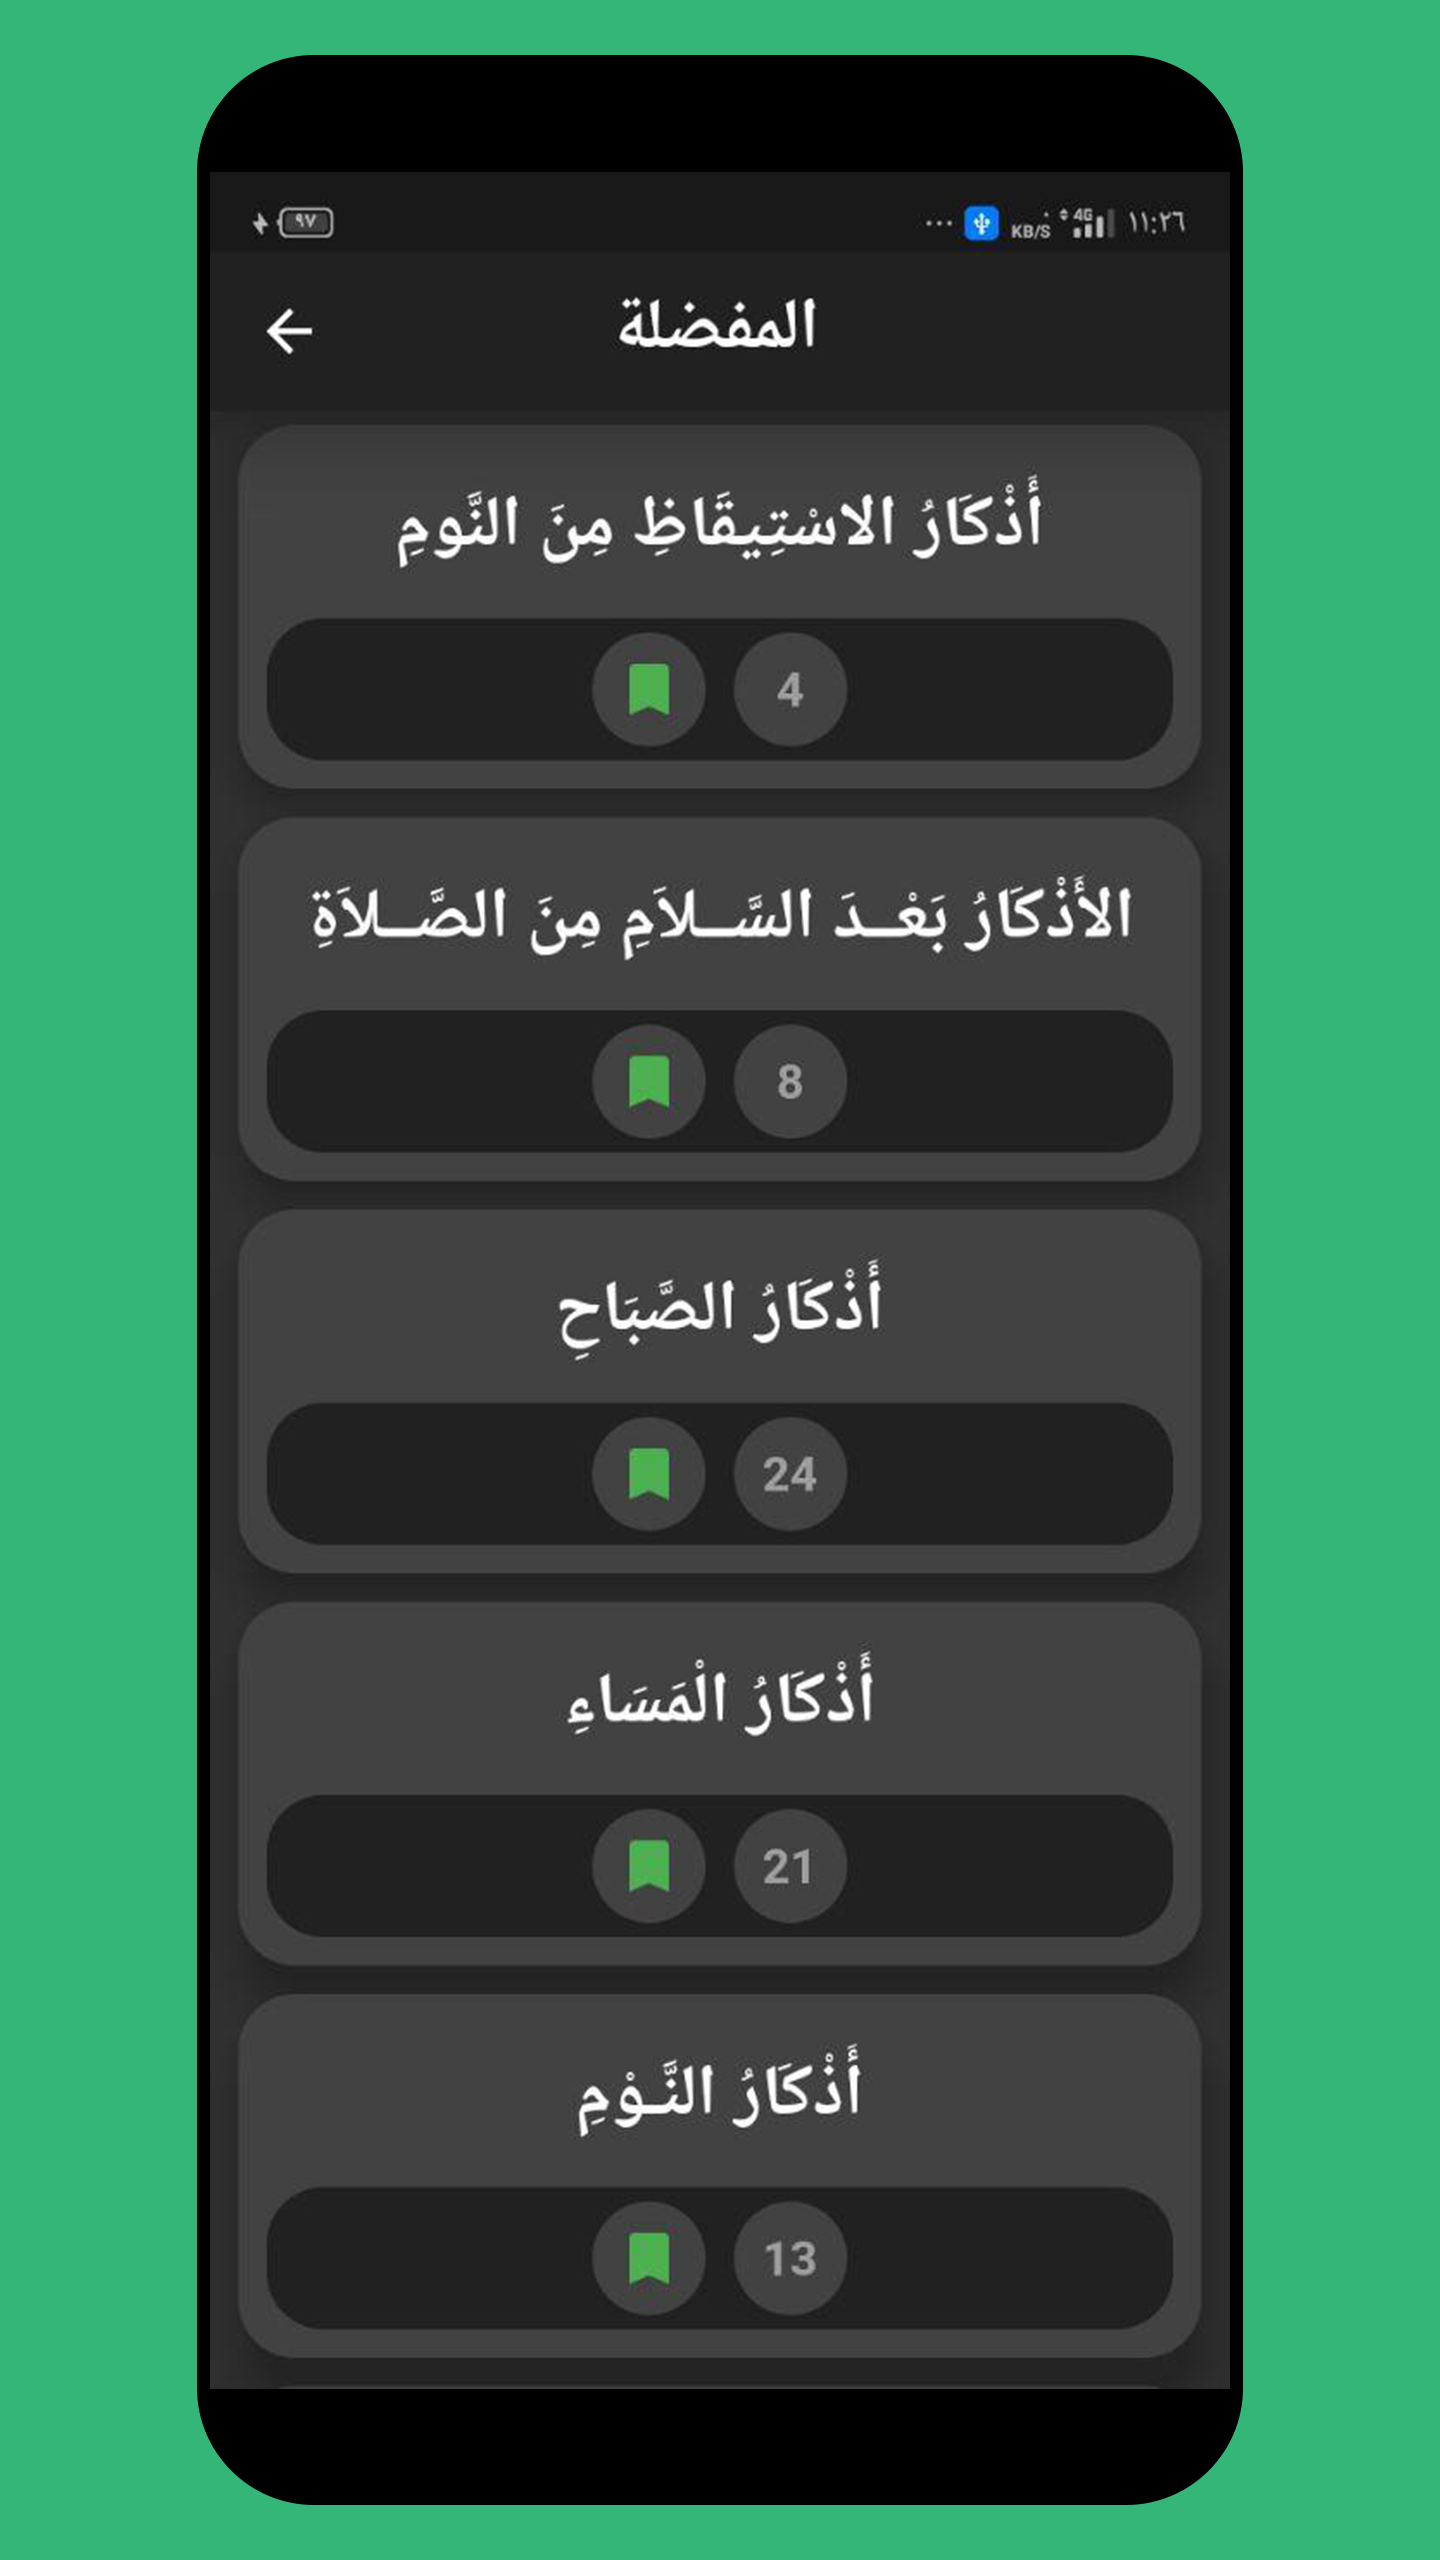 ١١:٢٦ 4G KB/S ... ٩٧
المفضلة
أَذْكَارُ الاسْتِيقَاظِ مِنَ النَّومِ
4
الأَذْكَارُ بَعْــدَ السَّــلاَمِ مِنَ الصَّــلاَةِ
8
أَذْكَارُ الصَّبَاحِ
24
أَذْكَارُ الْمَسَاءِ
21
أَذْكَارُ النَّـوْمِ
13